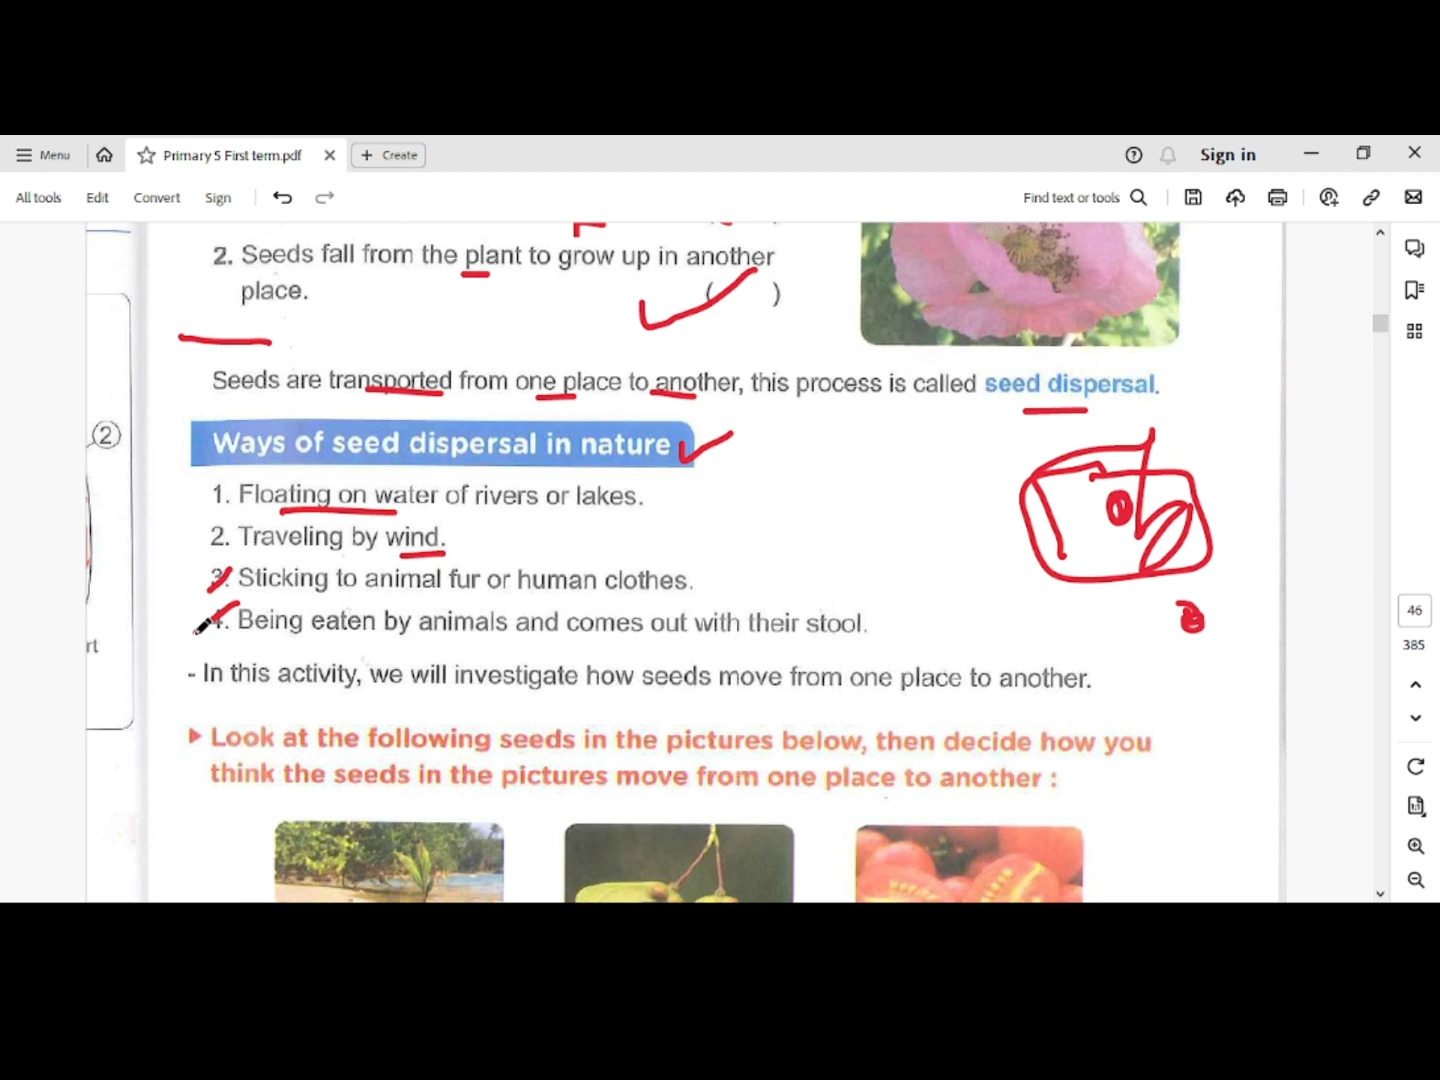 Menu
Primary 5 First term.pdf
Create
Sign in
All tools
Edit
Convert
Sign
Find text or tools
2. Seeds fall from the plant to grow up in another
place. ( )
Seeds are transported from one place to another, this process is called seed dispersal.
2
Ways of seed dispersal in nature
1. Floating on water of rivers or lakes.
2. Traveling by wind.
3. Sticking to animal fur or human clothes.
4. Being eaten by animals and comes out with their stool.
rt
- In this activity, we will investigate how seeds move from one place to another.
Look at the following seeds in the pictures below, then decide how you
think the seeds in the pictures move from one place to another :
46
385